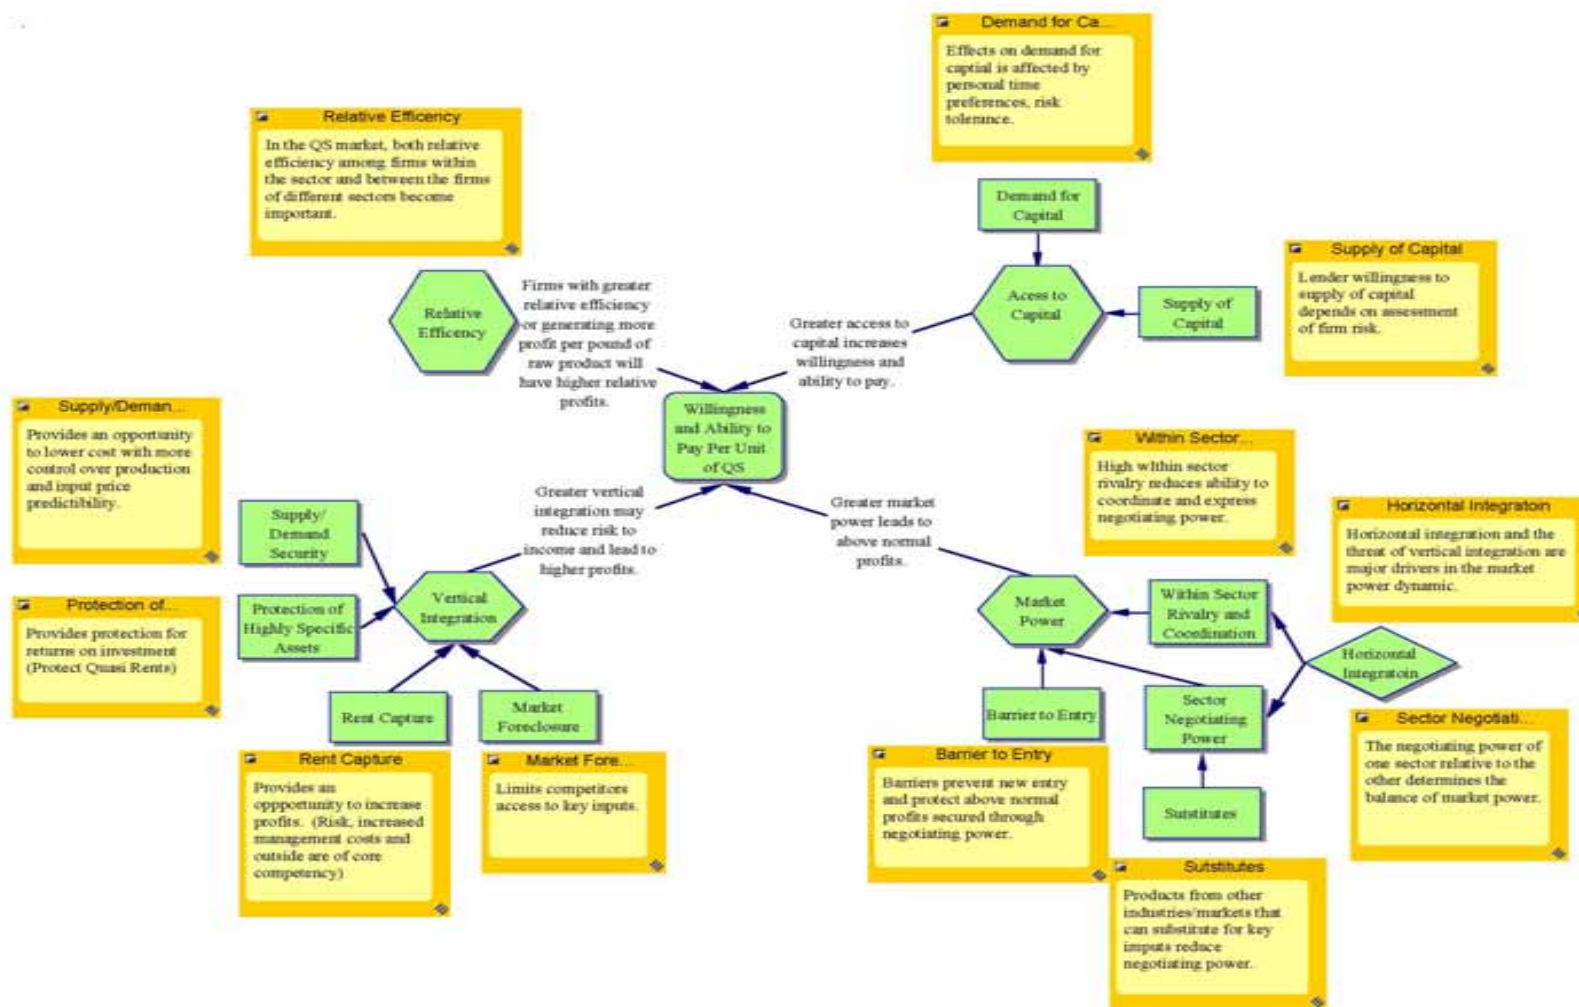 Demand for Ca...
Effects on demand for
captial is affected by
personal time
preferences, risk
tolerance.
Relative Efficency
In the QS market, both relative
efficiency among firms within
the sector and between the firms
of different sectors become
important.
Demand for
Capital
Supply of Capital
Lender willingness to
supply of capital
depends on assessment
of firm risk.
Relative
Efficency
Firms with greater
relative efficiency
or generating more
profit per pound of
raw product will
have higher relative
profits.
Acess to
Capital
Supply of
Capital
Greater access to
capital increases
willingness and
ability to pay.
Willingness
and Ability to
Pay Per Unit
of QS
Supply/Deman...
Provides an opportunity
to lower cost with more
control over production
and input price
predictibility.
Within Sector...
High within sector
rivalry reduces ability to
coordinate and express
negotiating power.
Supply/
Demand
Security
Greater vertical
integration may
reduce risk to
income and lead to
higher profits.
Greater market
power leads to
above normal
profits.
Horizontal Integratoin
Horizontal integration and the
threat of vertical integration are
major drivers in the market
power dynamic.
Protection of...
Provides protection for
returns on investment
(Protect Quasi Rents)
Protection of
Highly Specific
Assets
Vertical
Integration
Market
Power
Within Sector
Rivalry and
Coordination
Horizontal
Integratoin
Rent Capture
Market
Foreclosure
Barrier to Entry
Sector
Negotiating
Power
Sector Negotiati...
The negotiating power of
one sector relative to the
other determines the
balance of market power.
Rent Capture
Provides an
oppportunity to increase
profits. (Risk, increased
management costs and
outside are of core
competency)
Market Fore...
Limits competitors
access to key inputs.
Barrier to Entry
Barriers prevent new entry
and protect above normal
profits secured through
negotiating power.
Sutstitutes
Sutstitutes
Products from other
industries/markets that
can substitute for key
imputs reduce
negotiating power.